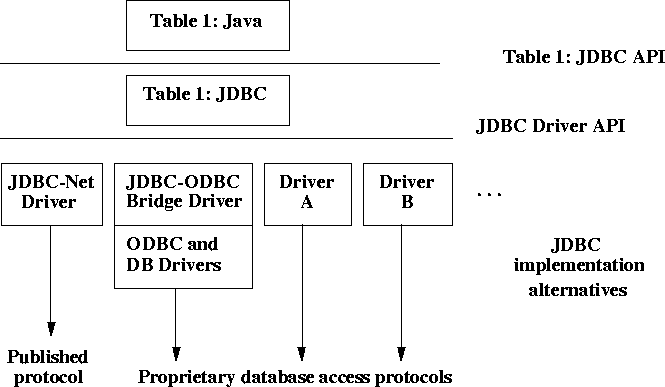 Table 1: Java
Table 1: JDBC API
Table 1: JDBC
JDBC Driver API
JDBC-Net
Driver
JDBC-ODBC
Bridge Driver
ODBC and
DB Drivers
Driver
A
Driver
B
. . .
JDBC
implementation
alternatives
Published
protocol
Proprietary database access protocols